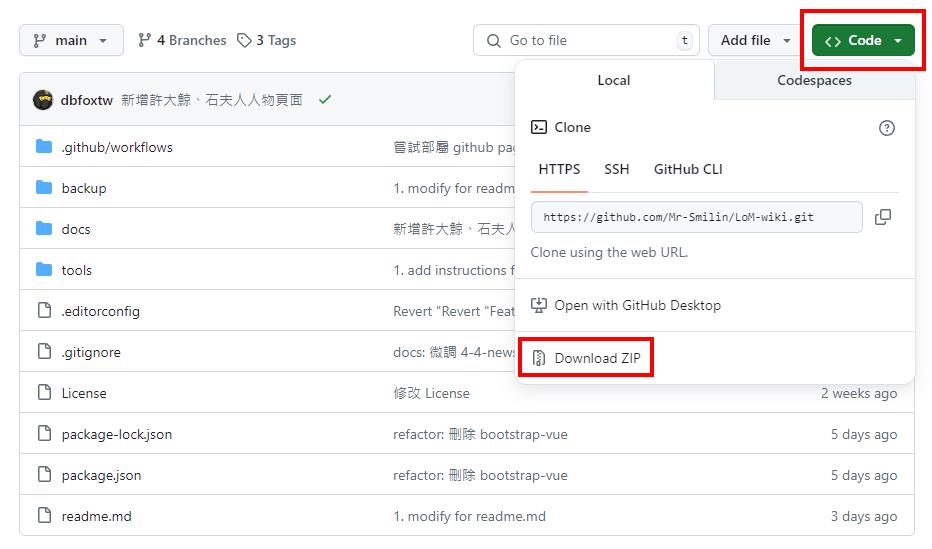 main 4 Branches 3 Tags Go to file t Add file Code
Local Codespaces
dbfoxtw 新增許大鯨、石夫人人物頁面
Clone
HTTPS SSH GitHub CLI
https://github.com/Mr-Smilin/LoM-wiki.git
Clone using the web URL.
Open with GitHub Desktop
Download ZIP
.github/workflows 嘗試部屬 github
backup 1. modify for readm
docs 新增許大鯨、石夫人
tools 1. add instructions f
.editorconfig Revert "Revert "Feat
.gitignore docs: 微調 4-4-news
License 修改 License 2 weeks ago
package-lock.json refactor: 刪除 bootstrap-vue 5 days ago
package.json refactor: 刪除 bootstrap-vue 5 days ago
readme.md 1. modify for readme.md 3 days ago